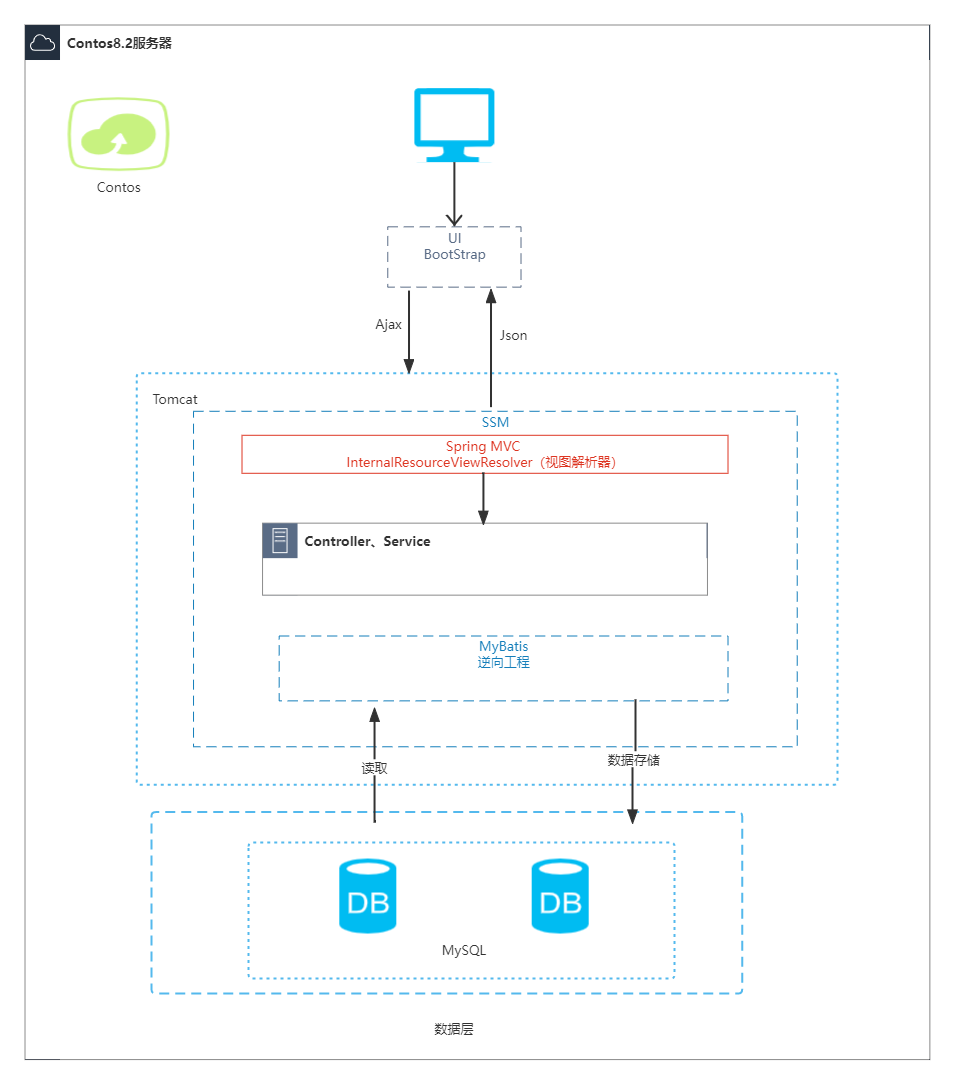 Contos8.2服务器
Contos
UI
BootStrap
Ajax
Json
Tomcat
SSM
Spring MVC
InternalResourceViewResolver（视图解析器）
Controller、Service
MyBatis
逆向工程
读取
数据存储
DB
DB
MySQL
数据层